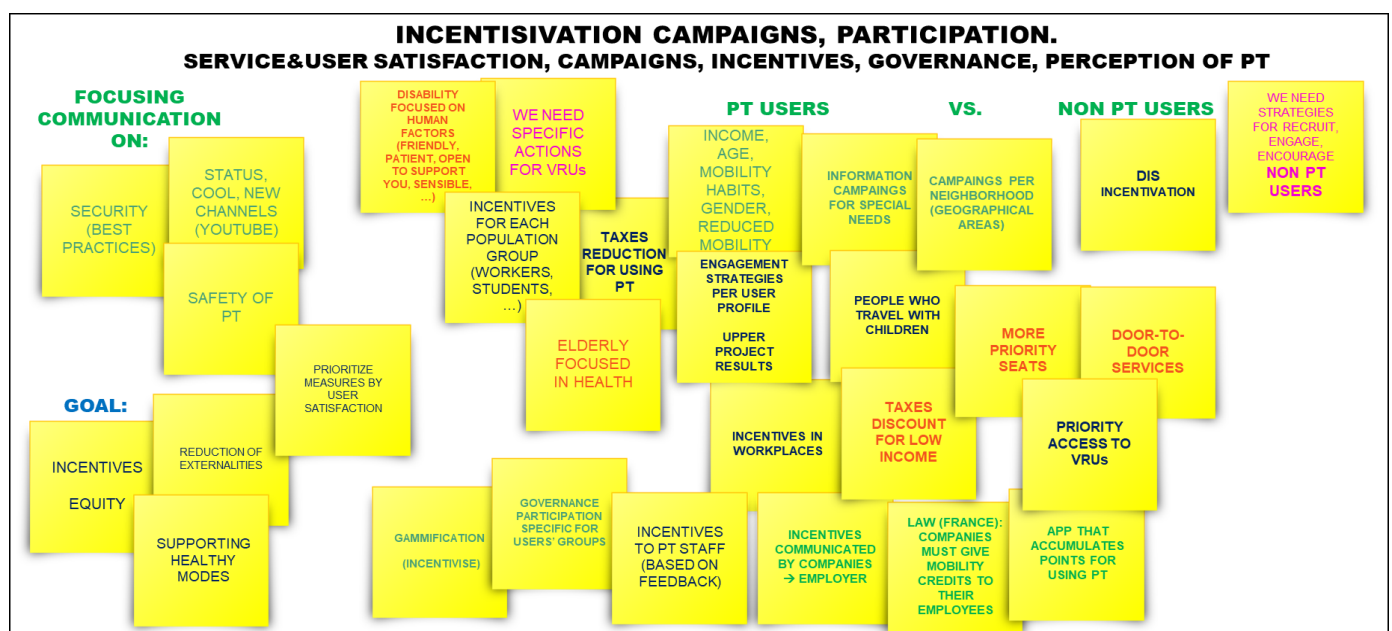 INCENTISIVATION CAMPAIGNS, PARTICIPATION.
SERVICE&USER SATISFACTION, CAMPAIGNS, INCENTIVES, GOVERNANCE, PERCEPTION OF PT
FOCUSING
COMMUNICATION
ON:
SECURITY
(BEST
PRACTICES)
STATUS,
COOL, NEW
CHANNELS
(YOUTUBE)
SAFETY OF
PT
PRIORITIZE
MEASURES BY
USER
SATISFACTION
GOAL:
INCENTIVES
EQUITY
REDUCTION OF
EXTERNALITIES
SUPPORTING
HEALTHY
MODES
DISABILITY
FOCUSED ON
HUMAN
FACTORS
(FRIENDLY,
PATIENT, OPEN
TO SUPPORT
YOU, SENSIBLE,
...)
WE NEED
SPECIFIC
ACTIONS
FOR VRUs
INCENTIVES
FOR EACH
POPULATION
GROUP
(WORKERS,
STUDENTS,
...)
TAXES
REDUCTION
FOR USING
PT
ELDERLY
FOCUSED
IN HEALTH
PT USERS
VS.
NON PT USERS
INCOME,
AGE,
MOBILITY
HABITS,
GENDER,
REDUCED
MOBILITY
INFORMATION
CAMPAINGS
FOR SPECIAL
NEEDS
CAMPAINGS PER
NEIGHBORHOOD
(GEOGRAPHICAL
AREAS)
DIS
INCENTIVATION
WE NEED
STRATEGIES
FOR RECRUIT,
ENGAGE,
ENCOURAGE
NON PT
USERS
ENGAGEMENT
STRATEGIES
PER USER
PROFILE
UPPER
PROJECT
RESULTS
PEOPLE WHO
TRAVEL WITH
CHILDREN
MORE
PRIORITY
SEATS
DOOR-TO-
DOOR
SERVICES
INCENTIVES IN
WORKPLACES
TAXES
DISCOUNT
FOR LOW
INCOME
PRIORITY
ACCESS TO
VRUs
GAMMIFICATION
(INCENTIVISE)
GOVERNANCE
PARTICIPATION
SPECIFIC FOR
USERS' GROUPS
INCENTIVES
TO PT STAFF
(BASED ON
FEEDBACK)
INCENTIVES
COMMUNICATED
BY COMPANIES
→ EMPLOYER
LAW (FRANCE):
COMPANIES
MUST GIVE
MOBILITY
CREDITS TO
THEIR
EMPLOYEES
APP THAT
ACCUMULATES
POINTS FOR
USING PT